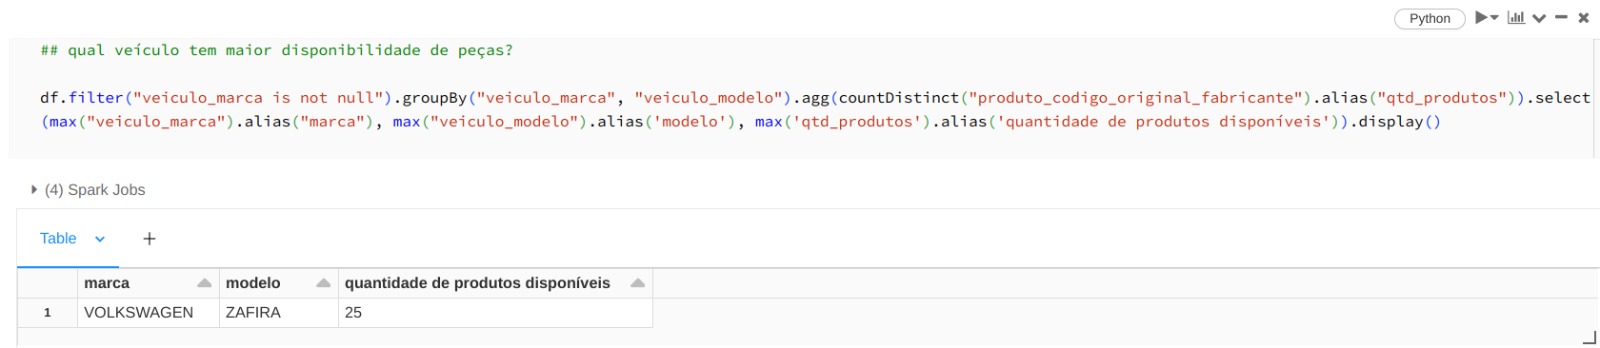 Python
## qual veículo tem maior disponibilidade de peças?
df.filter("veiculo_marca is not null").groupBy("veiculo_marca", "veiculo_modelo").agg(countDistinct("produto_codigo_original_fabricante").alias("qtd_produtos")).select
(max("veiculo_marca").alias("marca"), max("veiculo_modelo").alias('modelo'), max('qtd_produtos').alias('quantidade de produtos disponíveis')).display()
(4) Spark Jobs
Table +
marca modelo quantidade de produtos disponíveis
1 VOLKSWAGEN ZAFIRA 25